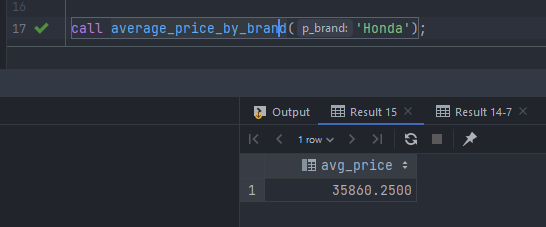 16
17 call average_price_by_brand( p_brand: 'Honda');
Output Result 15 Result 14-7
1 row
avg_price
1 35860.2500